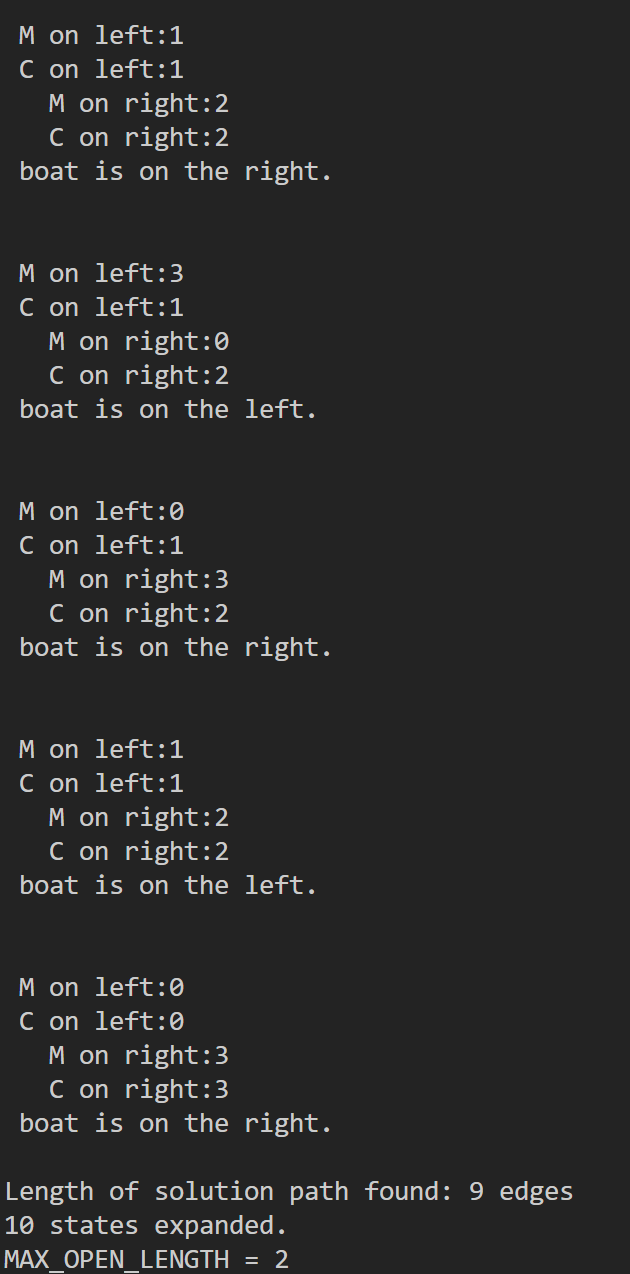 M on left:1
C on left:1
M on right:2
C on right:2
boat is on the right.
M on left:3
C on left:1
M on right:0
C on right:2
boat is on the left.
M on left:0
C on left:1
M on right:3
C on right:2
boat is on the right.
M on left:1
C on left:1
M on right:2
C on right:2
boat is on the left.
M on left:0
C on left:0
M on right:3
C on right:3
boat is on the right.
Length of solution path found: 9 edges
10 states expanded.
MAX_OPEN_LENGTH = 2